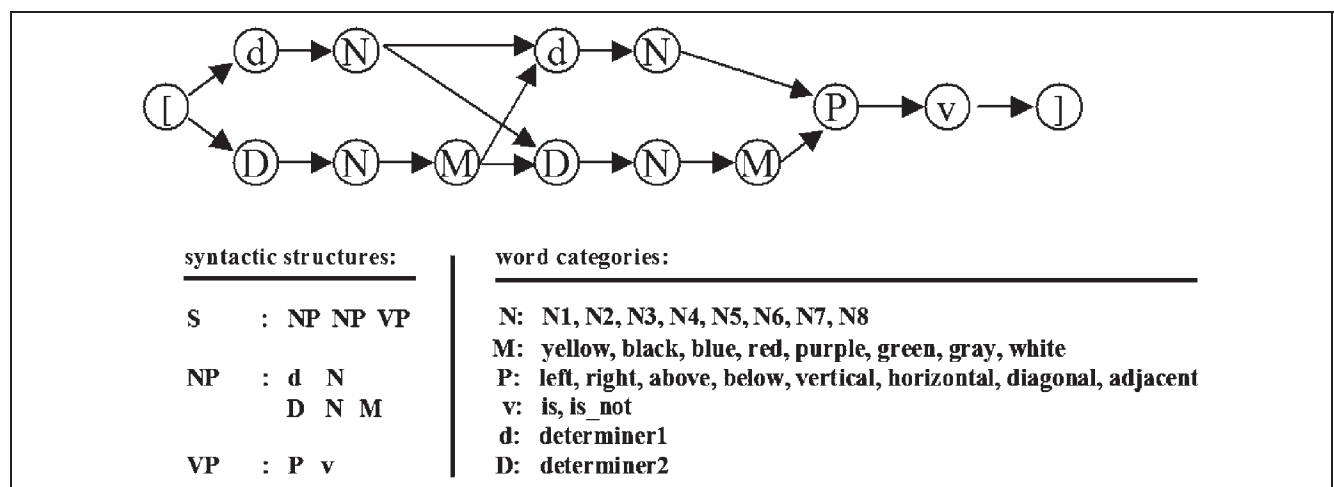 d N d N
[ P v ]
D N M D N M
syntactic structures:
S : NP NP VP
NP : d N
D N M
VP : P v
word categories:
N: N1, N2, N3, N4, N5, N6, N7, N8
M: yellow, black, blue, red, purple, green, gray, white
P: left, right, above, below, vertical, horizontal, diagonal, adjacent
v: is, is_not
d: determiner1
D: determiner2